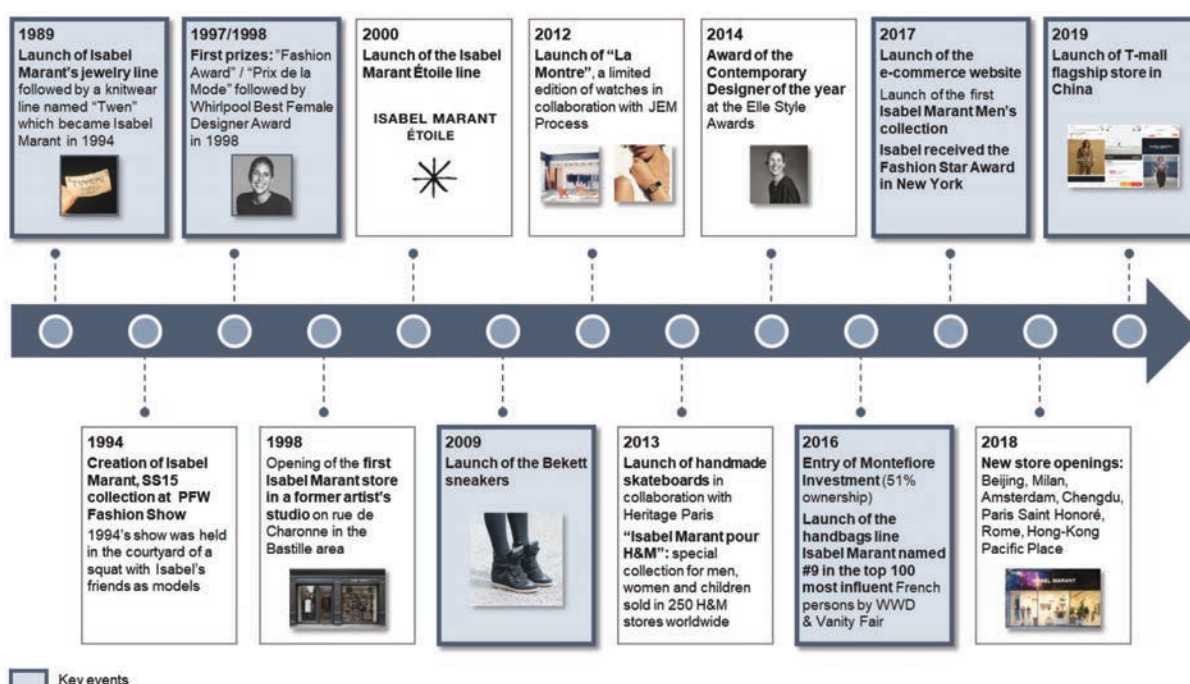 1989
Launch of Isabel
Marant's jewelry line
followed by a knitwear
line named "Twen"
which became Isabel
Marant in 1994
1997/1998
First prizes: "Fashion
Award" / "Prix de la
Mode" followed by
Whirlpool Best Female
Designer Award
in 1998
2000
Launch of the Isabel
Marant Étoile line
ISABEL MARANT
ÉTOILE
2012
Launch of "La
Montre", a limited
edition of watches in
collaboration with JEM
Process
2014
Award of the
Contemporary
Designer of the year
at the Elle Style
Awards
2017
Launch of the
e-commerce website
Launch of the first
Isabel Marant Men's
collection
Isabel received the
Fashion Star Award
in New York
2019
Launch of T-mall
flagship store in
China
1994
Creation of Isabel
Marant, SS15
collection at PFW
Fashion Show
1994's show was held
in the courtyard of a
squat with Isabel's
friends as models
1998
Opening of the first
Isabel Marant store
in a former artist's
studio on rue de
Charonne in the
Bastille area
2009
Launch of the Bekett
sneakers
2013
Launch of handmade
skateboards in
collaboration with
Heritage Paris
"Isabel Marant pour
H&M": special
collection for men,
women and children
sold in 250 H&M
stores worldwide
2016
Entry of Montefiore
Investment (51%
ownership)
Launch of the
handbags line
Isabel Marant named
#9 in the top 100
most influent French
persons by WWD
& Vanity Fair
2018
New store openings:
Beijing, Milan,
Amsterdam, Chengdu,
Paris Saint Honoré,
Rome, Hong-Kong
Pacific Place
ISABEL MARANT
Key events